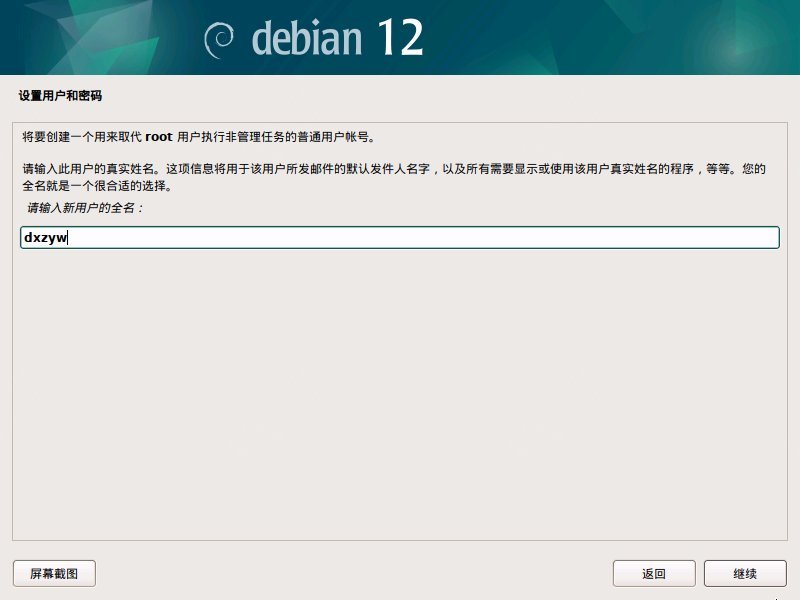 debian 12
设置用户和密码
将要创建一个用来取代 root 用户执行非管理任务的普通用户帐号。
请输入此用户的真实姓名。这项信息将用于该用户所发邮件的默认发件人名字，以及所有需要显示或使用该用户真实姓名的程序，等等。您的
全名就是一个很合适的选择。
请输入新用户的全名：
dxzyw
屏幕截图
返回
继续